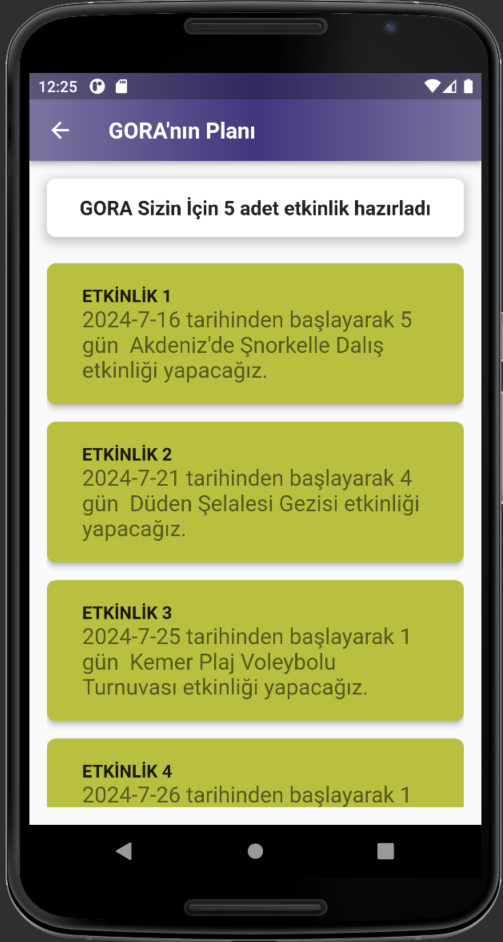 12:25
GORA'nın Planı
GORA Sizin İçin 5 adet etkinlik hazırladı
ETKİNLİK 1
2024-7-16 tarihinden başlayarak 5
gün  Akdeniz'de Şnorkelle Dalış
etkinliği yapacağız.
ETKİNLİK 2
2024-7-21 tarihinden başlayarak 4
gün  Düden Şelalesi Gezisi etkinliği
yapacağız.
ETKİNLİK 3
2024-7-25 tarihinden başlayarak 1
gün  Kemer Plaj Voleybolu
Turnuvası etkinliği yapacağız.
ETKİNLİK 4
2024-7-26 tarihinden başlayarak 1